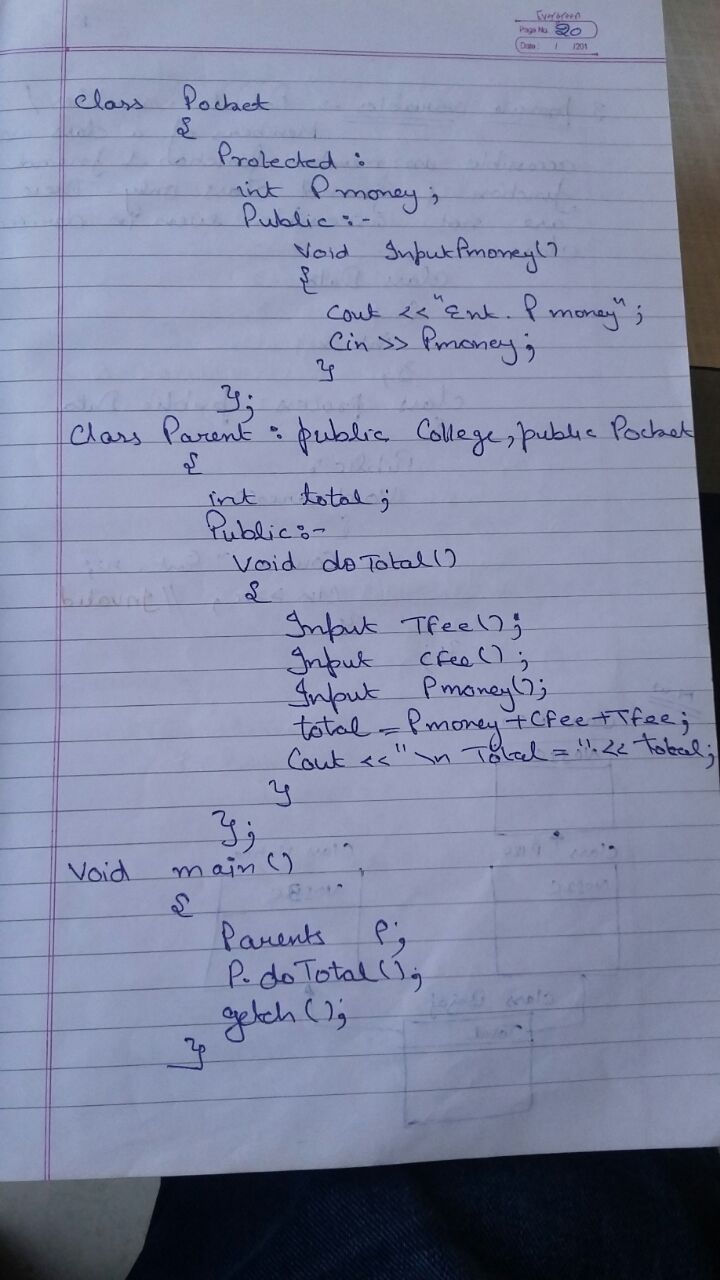 Page No. 20
Date: / /201
class Pocket
{
Protected :
int Pmoney;
Public :-
Void InputPmoney()
{
Cout << "Ent. P money";
Cin >> Pmoney;
}
};
Class Parent : public College, public Pocket
{
int total;
Public:-
Void doTotal()
{
Input Tfee();
Input Cfee();
Input Pmoney();
total = Pmoney+Cfee+Tfee;
Cout <<"\n Total = ".<< total;
}
};
Void main()
{
Parents P;
P. doTotal();
getch();
}